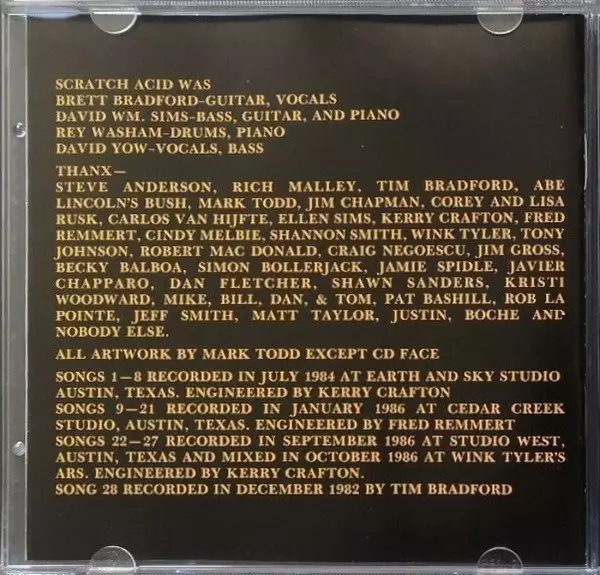 SCRATCH ACID WAS
BRETT BRADFORD–GUITAR, VOCALS
DAVID WM. SIMS–BASS, GUITAR, AND PIANO
REY WASHAM–DRUMS, PIANO
DAVID YOW–VOCALS, BASS
THANX—
STEVE ANDERSON, RICH MALLEY, TIM BRADFORD, ABE
LINCOLN'S BUSH, MARK TODD, JIM CHAPMAN, COREY AND LISA
RUSK, CARLOS VAN HIJFTE, ELLEN SIMS, KERRY CRAFTON, FRED
REMMERT, CINDY MELBIE, SHANNON SMITH, WINK TYLER, TONY
JOHNSON, ROBERT MAC DONALD, CRAIG NEGOESCU, JIM GROSS,
BECKY BALBOA, SIMON BOLLERJACK, JAMIE SPIDLE, JAVIER
CHAPPARO, DAN FLETCHER, SHAWN SANDERS, KRISTI
WOODWARD, MIKE, BILL, DAN, & TOM, PAT BASHILL, ROB LA
POINTE, JEFF SMITH, MATT TAYLOR, JUSTIN, BOCHE AND
NOBODY ELSE.
ALL ARTWORK BY MARK TODD EXCEPT CD FACE
SONGS 1–8 RECORDED IN JULY 1984 AT EARTH AND SKY STUDIO
AUSTIN, TEXAS. ENGINEERED BY KERRY CRAFTON
SONGS 9–21 RECORDED IN JANUARY 1986 AT CEDAR CREEK
STUDIO, AUSTIN, TEXAS. ENGINEERED BY FRED REMMERT
SONGS 22–27 RECORDED IN SEPTEMBER 1986 AT STUDIO WEST,
AUSTIN, TEXAS AND MIXED IN OCTOBER 1986 AT WINK TYLER'S
ARS. ENGINEERED BY KERRY CRAFTON.
SONG 28 RECORDED IN DECEMBER 1982 BY TIM BRADFORD